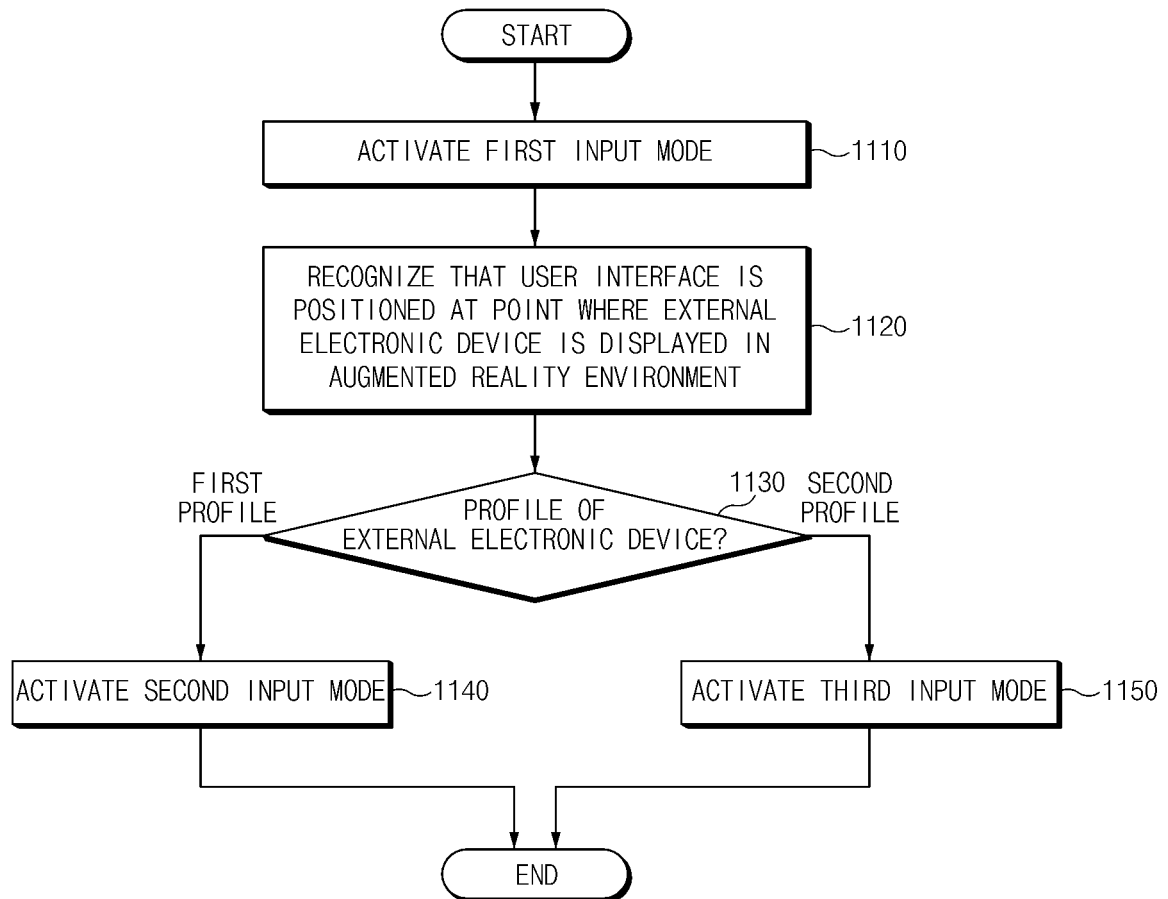 START
ACTIVATE FIRST INPUT MODE
1110
RECOGNIZE THAT USER INTERFACE IS
POSITIONED AT POINT WHERE EXTERNAL
ELECTRONIC DEVICE IS DISPLAYED IN
AUGMENTED REALITY ENVIRONMENT
1120
FIRST
PROFILE
PROFILE OF
EXTERNAL ELECTRONIC DEVICE?
1130
SECOND
PROFILE
ACTIVATE SECOND INPUT MODE
1140
ACTIVATE THIRD INPUT MODE
1150
END